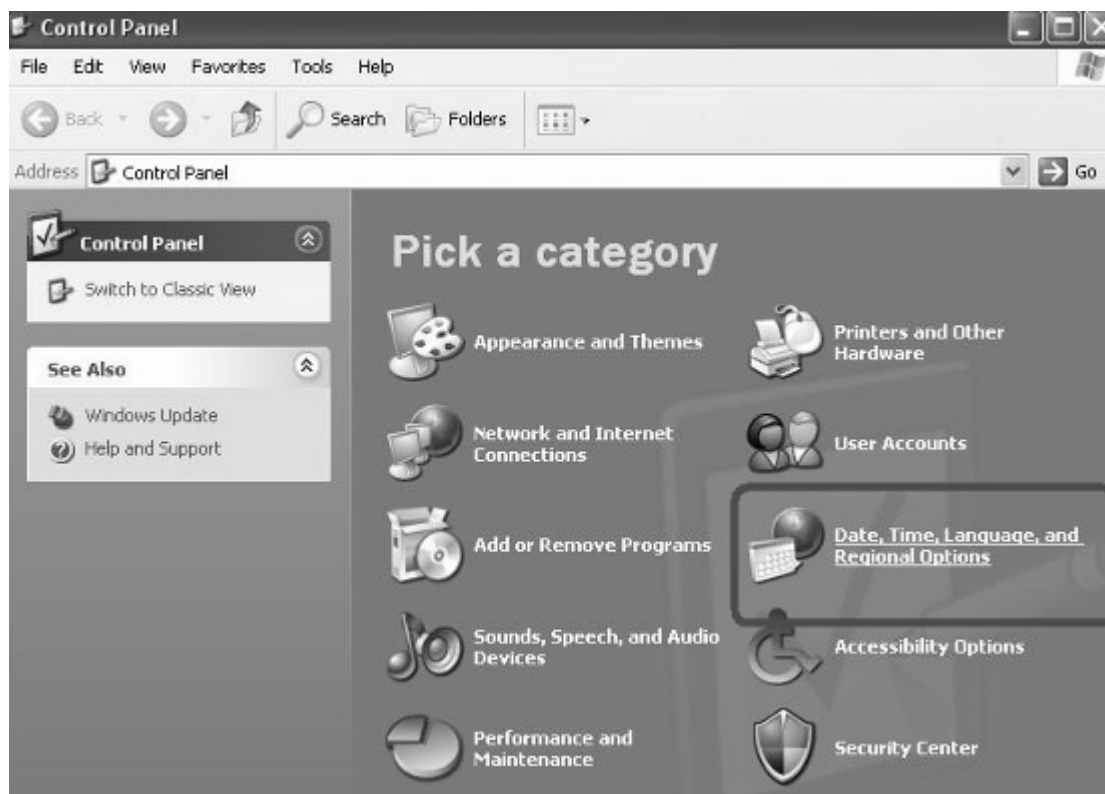 Control Panel
File Edit View Favorites Tools Help
Back Search Folders
Address Control Panel Go
Control Panel
Switch to Classic View
See Also
Windows Update
Help and Support
Pick a category
Appearance and Themes
Printers and Other
Hardware
Network and Internet
Connections
User Accounts
Add or Remove Programs
Date, Time, Language, and
Regional Options
Sounds, Speech, and Audio
Devices
Accessibility Options
Performance and
Maintenance
Security Center